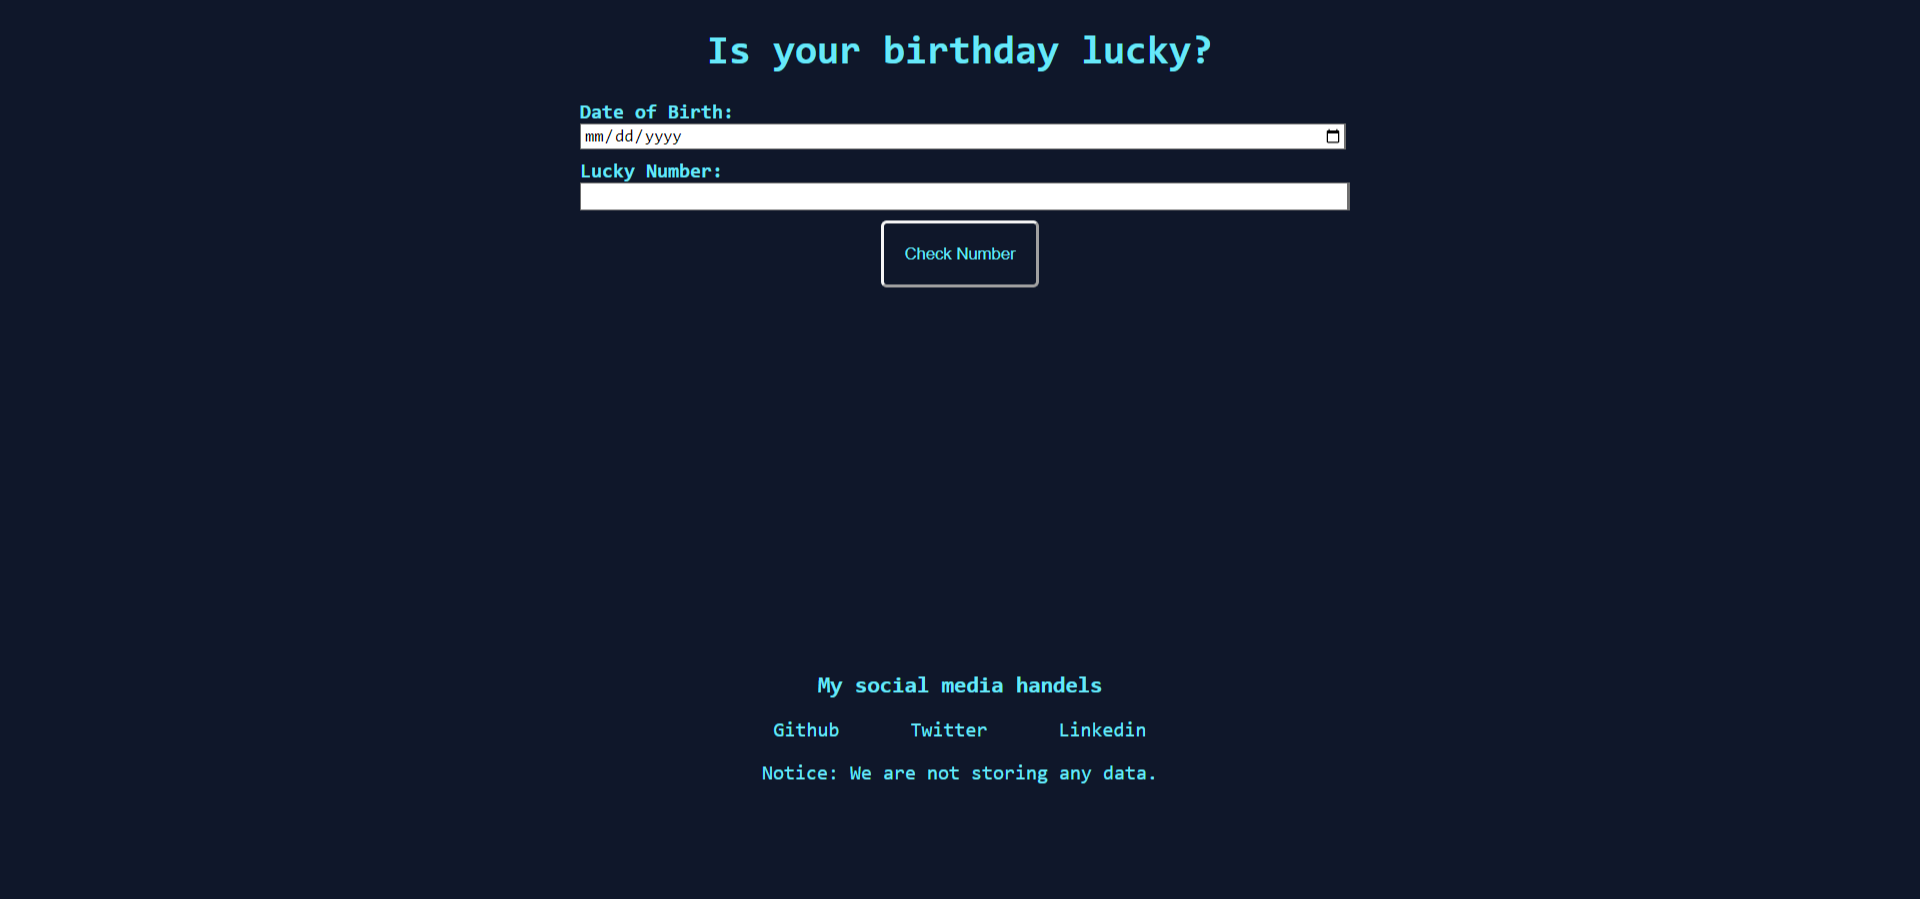 Is your birthday lucky?
Date of Birth:
mm/dd/yyyy
Lucky Number:
Check Number
My social media handels
Github Twitter Linkedin
Notice: We are not storing any data.